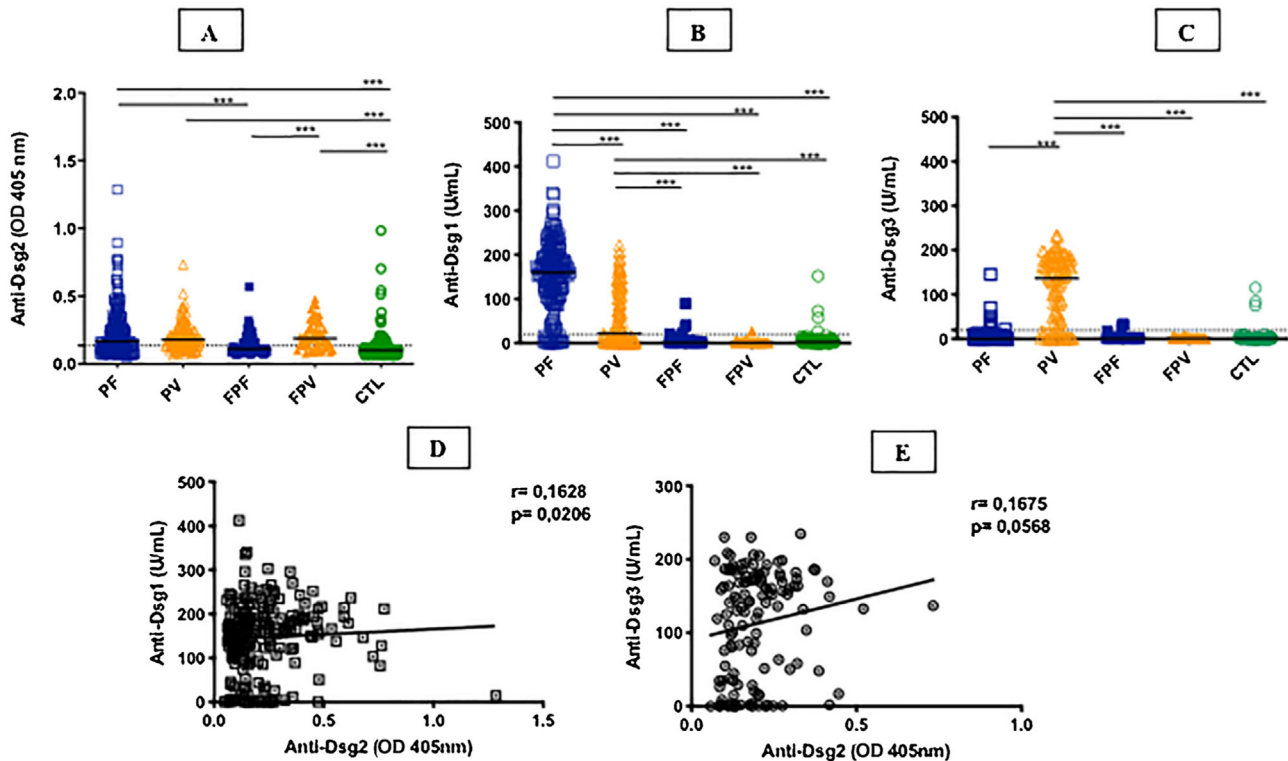 A
B
C
***
***
***
***
***
Anti-Dsg2 (OD 405 nm)
2.0
1.5
1.0
0.5
0.0
PF
PV
FPF
FPV
CTL
***
***
***
***
***
***
***
Anti-Dsg1 (U/mL)
500
400
300
200
100
0
PF
PV
FPF
FPV
CTL
***
***
***
***
Anti-Dsg3 (U/mL)
500
400
300
200
100
0
PF
PV
FPF
FPV
CTL
D
r= 0,1628
p= 0,0206
Anti-Dsg1 (U/mL)
500
400
300
200
100
0
0.0
0.5
1.0
1.5
Anti-Dsg2 (OD 405nm)
E
r= 0,1675
p= 0,0568
Anti-Dsg3 (U/mL)
300
200
100
0
0.0
0.5
1.0
Anti-Dsg2 (OD 405nm)